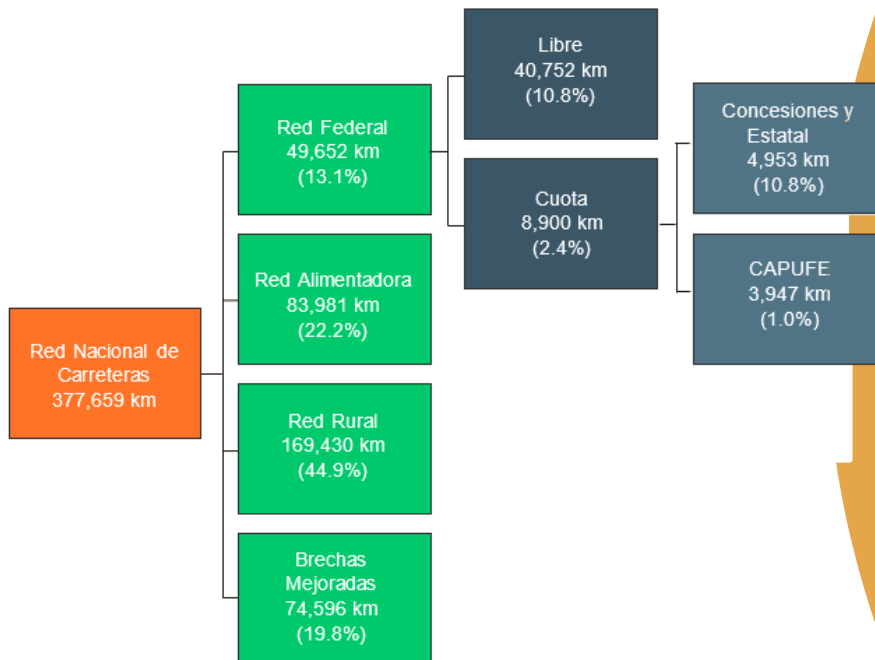 Red Nacional de
Carreteras
377,659 km
Red Federal
49,652 km
(13.1%)
Red Alimentadora
83,981 km
(22.2%)
Red Rural
169,430 km
(44.9%)
Brechas
Mejoradas
74,596 km
(19.8%)
Libre
40,752 km
(10.8%)
Cuota
8,900 km
(2.4%)
Concesiones y
Estatal
4,953 km
(10.8%)
CAPUFE
3,947 km
(1.0%)